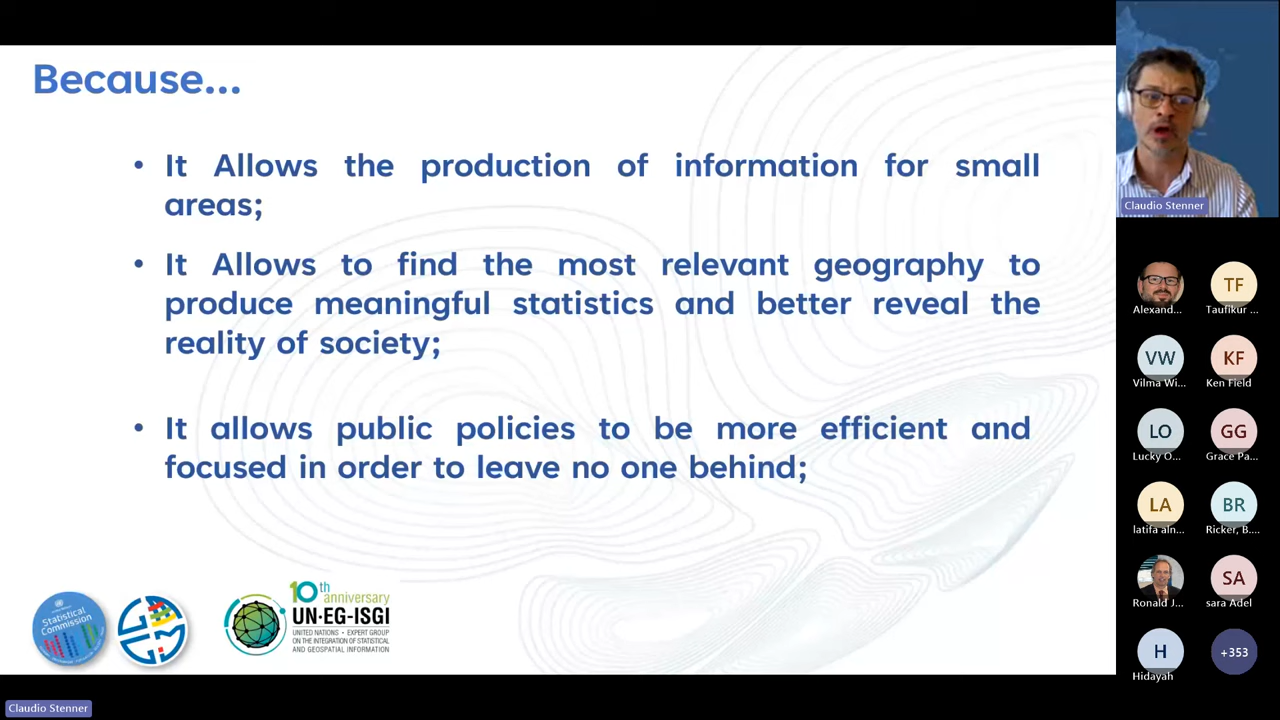 Because...
• It Allows the production of information for small
areas;
• It Allows to find the most relevant geography to
produce meaningful statistics and better reveal the
reality of society;
• It allows public policies to be more efficient and
focused in order to leave no one behind;
Statistical
Commission
10th
anniversary
UN-EG-ISGI
UNITED NATIONS • EXPERT GROUP
ON THE INTEGRATION OF STATISTICAL
AND GEOSPATIAL INFORMATION
Claudio Stenner
Alexand...
TF
Taufikur ...
VW
Vilma Wi...
KF
Ken Field
LO
Lucky O...
GG
Grace Pa...
LA
latifa aln...
BR
Ricker, B....
Ronald J...
SA
sara Adel
H
Hidayah
+353
Claudio Stenner